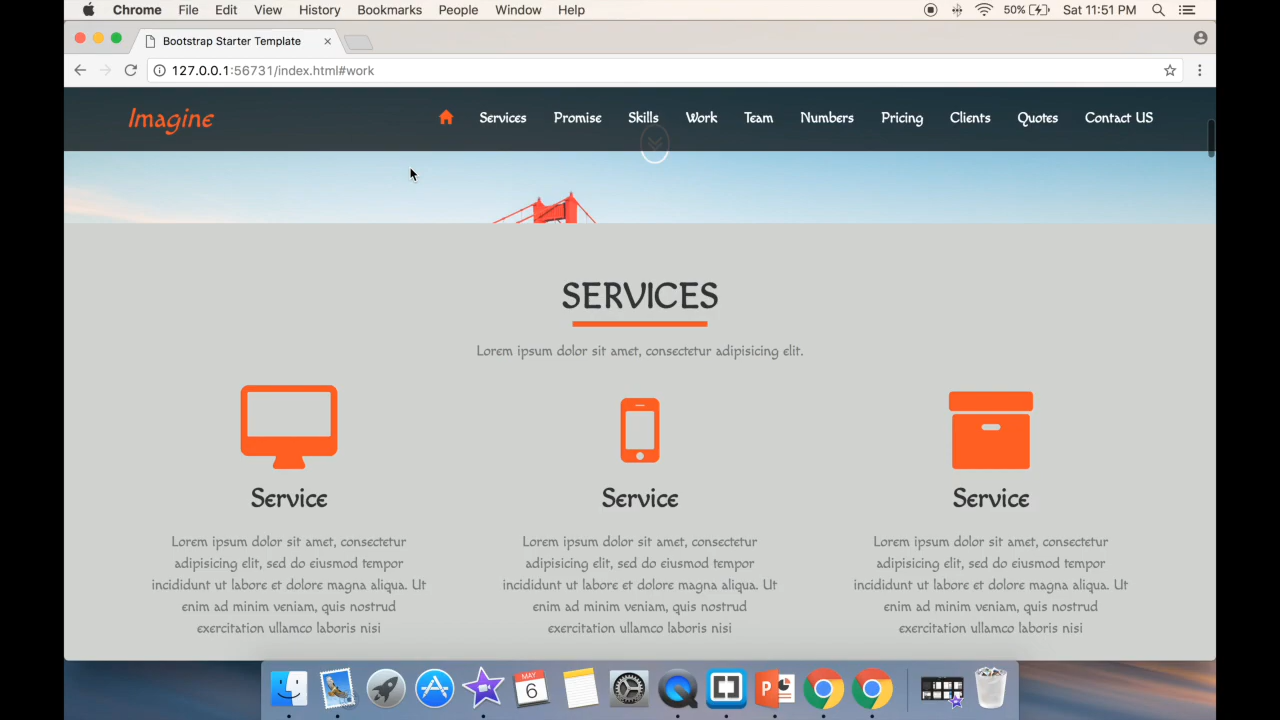 Chrome File Edit View History Bookmarks People Window Help 50% Sat 11:51 PM
Bootstrap Starter Template
127.0.0.1:56731/index.html#work
Imagine Services Promise Skills Work Team Numbers Pricing Clients Quotes Contact US
SERVICES
Lorem ipsum dolor sit amet, consectetur adipisicing elit.
Service
Lorem ipsum dolor sit amet, consectetur
adipisicing elit, sed do eiusmod tempor
incididunt ut labore et dolore magna aliqua. Ut
enim ad minim veniam, quis nostrud
exercitation ullamco laboris nisi
Service
Lorem ipsum dolor sit amet, consectetur
adipisicing elit, sed do eiusmod tempor
incididunt ut labore et dolore magna aliqua. Ut
enim ad minim veniam, quis nostrud
exercitation ullamco laboris nisi
Service
Lorem ipsum dolor sit amet, consectetur
adipisicing elit, sed do eiusmod tempor
incididunt ut labore et dolore magna aliqua. Ut
enim ad minim veniam, quis nostrud
exercitation ullamco laboris nisi
MAY
6
P